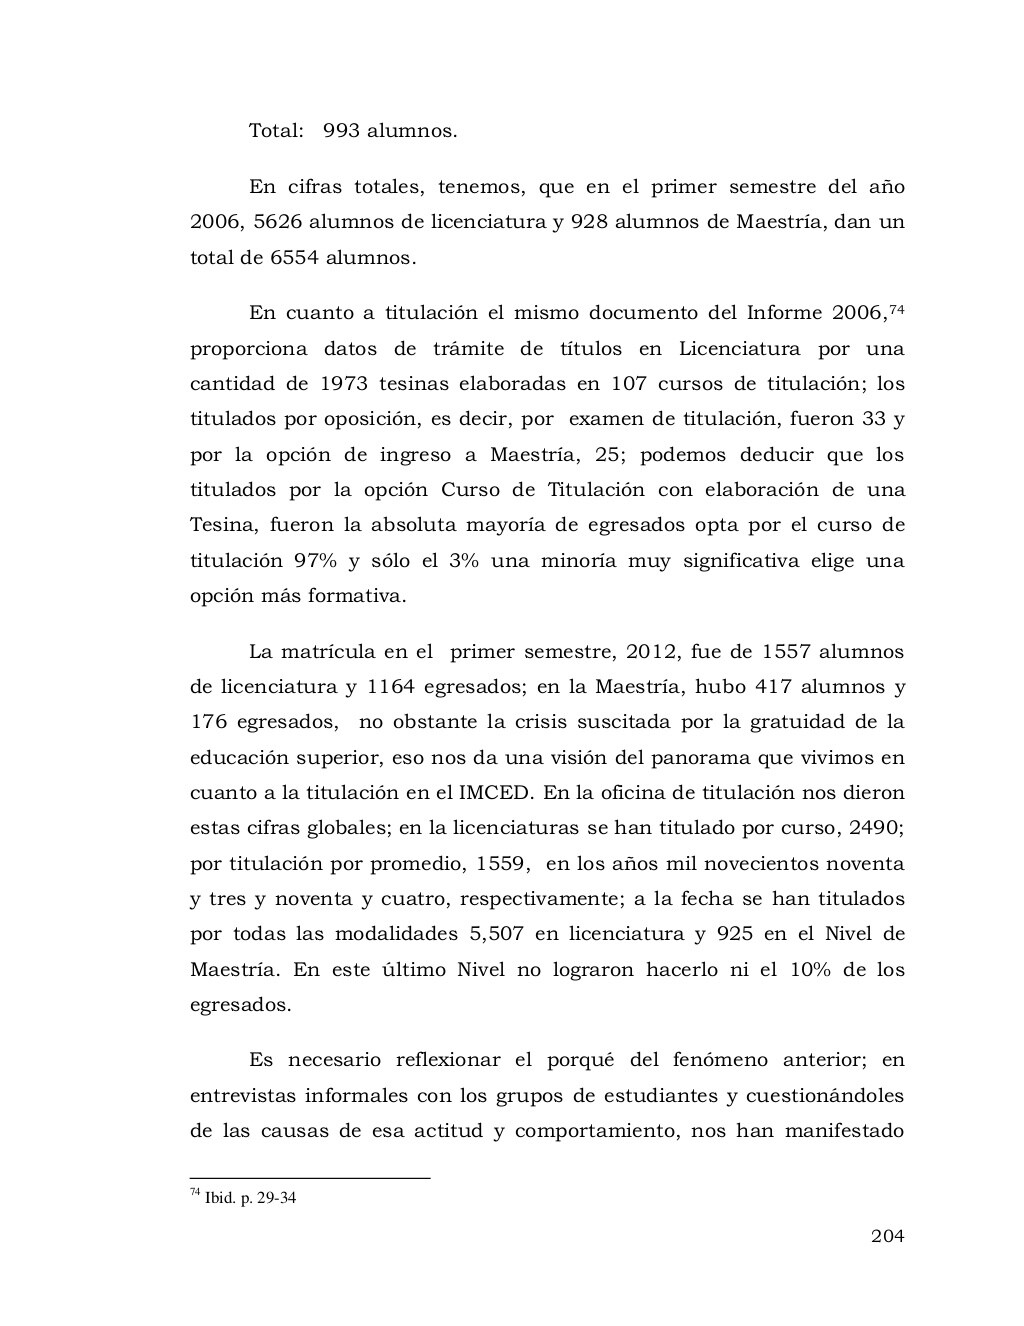 Total: 993 alumnos.
En cifras totales, tenemos, que en el primer semestre del año
2006, 5626 alumnos de licenciatura y 928 alumnos de Maestría, dan un
total de 6554 alumnos.
En cuanto a titulación el mismo documento del Informe 2006,74
proporciona datos de trámite de títulos en Licenciatura por una
cantidad de 1973 tesinas elaboradas en 107 cursos de titulación; los
titulados por oposición, es decir, por examen de titulación, fueron 33 y
por la opción de ingreso a Maestría, 25; podemos deducir que los
titulados por la opción Curso de Titulación con elaboración de una
Tesina, fueron la absoluta mayoría de egresados opta por el curso de
titulación 97% y sólo el 3% una minoría muy significativa elige una
opción más formativa.
La matrícula en el primer semestre, 2012, fue de 1557 alumnos
de licenciatura y 1164 egresados; en la Maestría, hubo 417 alumnos y
176 egresados, no obstante la crisis suscitada por la gratuidad de la
educación superior, eso nos da una visión del panorama que vivimos en
cuanto a la titulación en el IMCED. En la oficina de titulación nos dieron
estas cifras globales; en la licenciaturas se han titulado por curso, 2490;
por titulación por promedio, 1559, en los años mil novecientos noventa
y tres y noventa y cuatro, respectivamente; a la fecha se han titulados
por todas las modalidades 5,507 en licenciatura y 925 en el Nivel de
Maestría. En este último Nivel no lograron hacerlo ni el 10% de los
egresados.
Es necesario reflexionar el porqué del fenómeno anterior; en
entrevistas informales con los grupos de estudiantes y cuestionándoles
de las causas de esa actitud y comportamiento, nos han manifestado
74 Ibid. p. 29-34
204